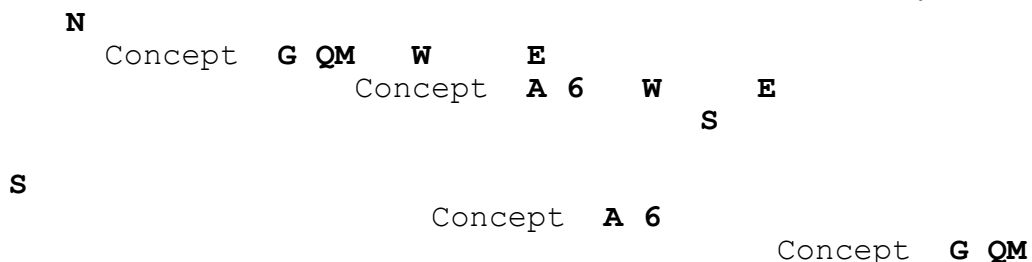 N
Concept G QM W E
Concept A 6 W E
S
S
Concept A 6
Concept G QM